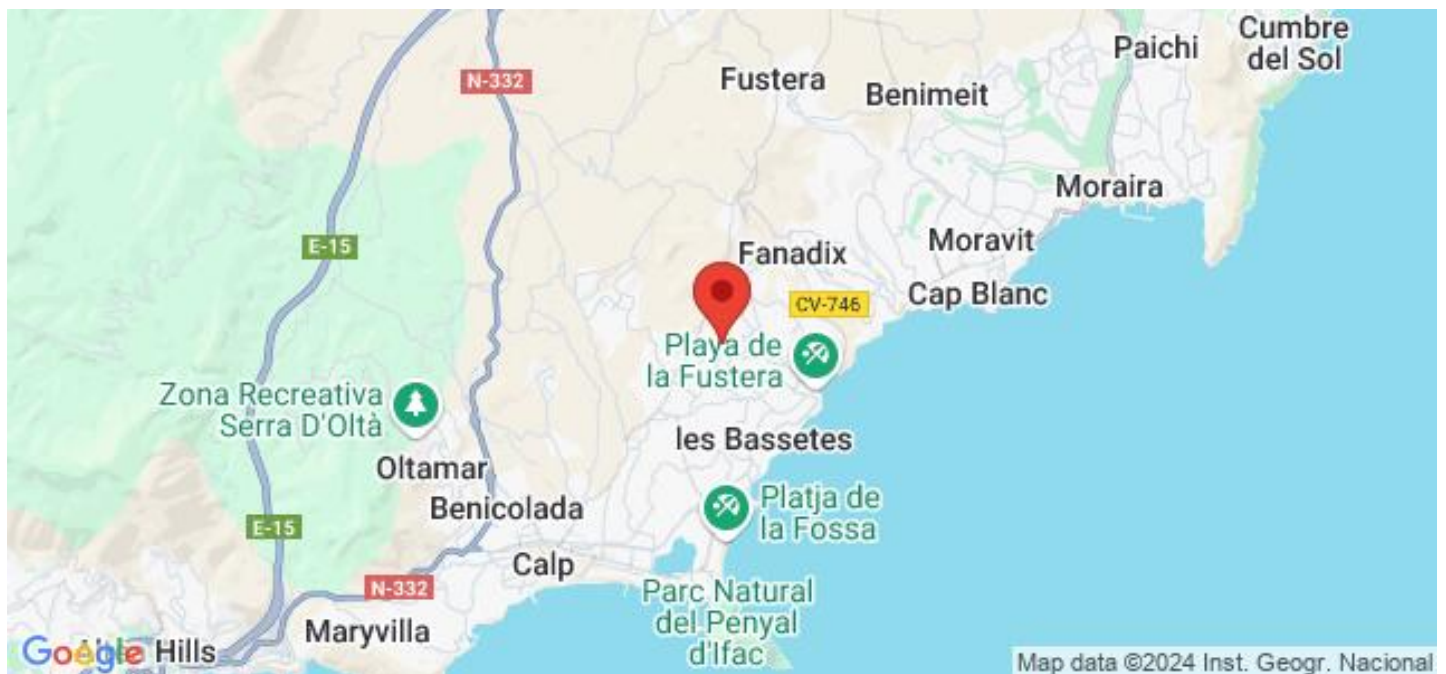 Cumbre
del Sol
Paichi
Fustera
N-332
Benimeit
Moraira
E-15
Fanadix
Moravit
Cap Blanc
CV-746
Playa de
la Fustera
Zona Recreativa
Serra D'Oltà
les Bassetes
Oltamar
Benicolada
Platja de
la Fossa
E-15
Calp
N-332
Parc Natural
del Penyal
d'Ifac
Maryvilla
Hills
Google
Map data ©2024 Inst. Geogr. Nacional